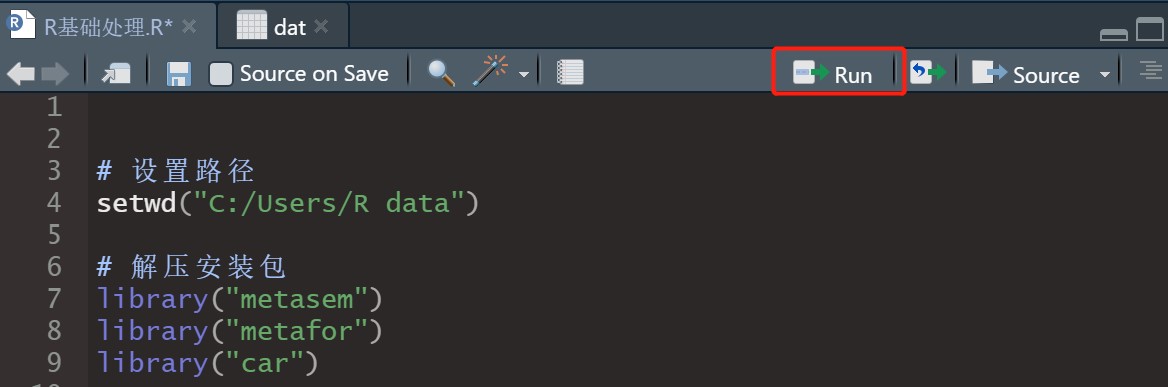 R基础处理.R*
dat
Source on Save
Run
Source
1
2
3 # 设置路径
4 setwd("C:/Users/R data")
5
6 # 解压安装包
7 library("metasem")
8 library("metafor")
9 library("car")